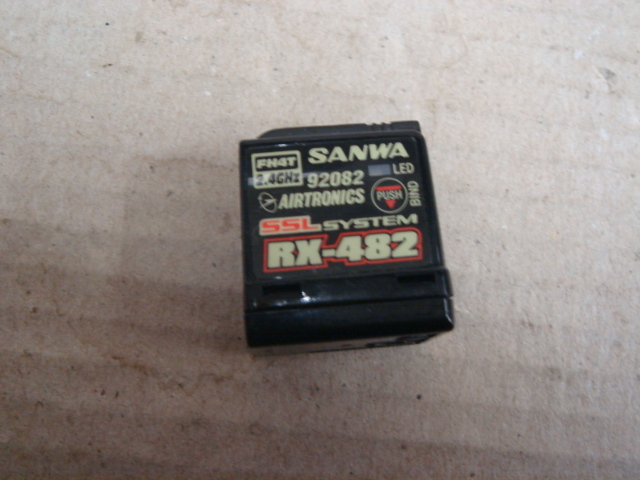 FH4T SANWA
2.4GHz 92082 LED
AIRTRONICS PUSH BIND
SSL SYSTEM
RX-482